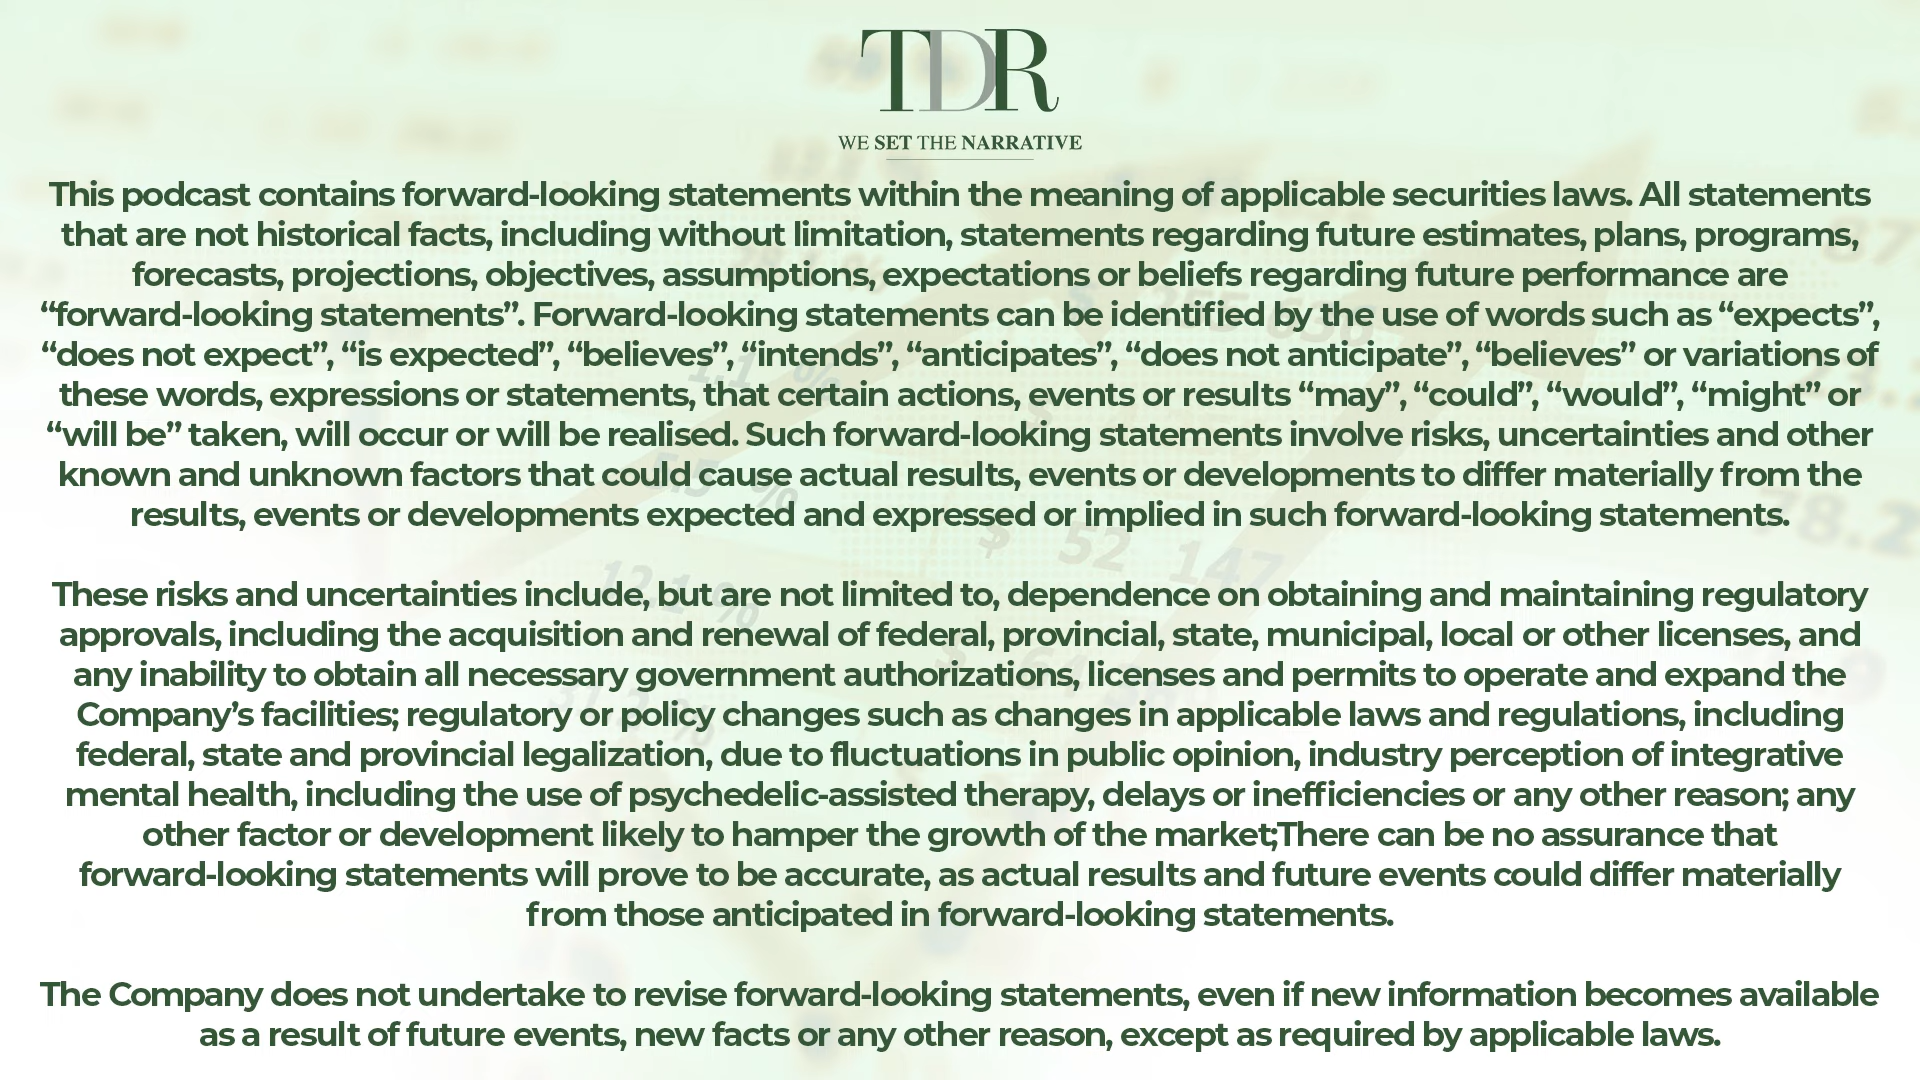 TDR
WE SET THE NARRATIVE
This podcast contains forward-looking statements within the meaning of applicable securities laws. All statements
that are not historical facts, including without limitation, statements regarding future estimates, plans, programs,
forecasts, projections, objectives, assumptions, expectations or beliefs regarding future performance are
“forward-looking statements”. Forward-looking statements can be identified by the use of words such as “expects”,
“does not expect”, “is expected”, “believes”, “intends”, “anticipates”, “does not anticipate”, “believes” or variations of
these words, expressions or statements, that certain actions, events or results “may”, “could”, “would”, “might” or
“will be” taken, will occur or will be realised. Such forward-looking statements involve risks, uncertainties and other
known and unknown factors that could cause actual results, events or developments to differ materially from the
results, events or developments expected and expressed or implied in such forward-looking statements.
These risks and uncertainties include, but are not limited to, dependence on obtaining and maintaining regulatory
approvals, including the acquisition and renewal of federal, provincial, state, municipal, local or other licenses, and
any inability to obtain all necessary government authorizations, licenses and permits to operate and expand the
Company’s facilities; regulatory or policy changes such as changes in applicable laws and regulations, including
federal, state and provincial legalization, due to fluctuations in public opinion, industry perception of integrative
mental health, including the use of psychedelic-assisted therapy, delays or inefficiencies or any other reason; any
other factor or development likely to hamper the growth of the market;There can be no assurance that
forward-looking statements will prove to be accurate, as actual results and future events could differ materially
from those anticipated in forward-looking statements.
The Company does not undertake to revise forward-looking statements, even if new information becomes available
as a result of future events, new facts or any other reason, except as required by applicable laws.
1.1 %
12.1 %
$ 52 147
78.2